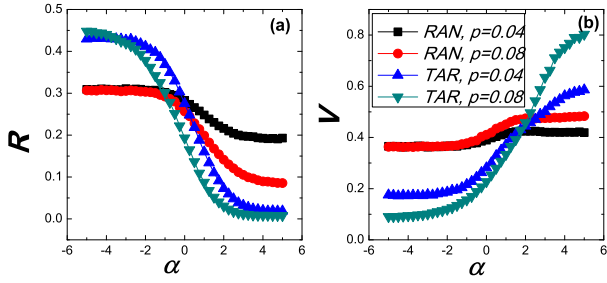 (a)
R
0.5
0.4
0.3
0.2
0.1
0.0
-6 -4 -2 0 2 4 6
α
(b)
RAN, p=0.04
RAN, p=0.08
TAR, p=0.04
TAR, p=0.08
V
0.8
0.6
0.4
0.2
0.0
-6 -4 -2 0 2 4 6
α